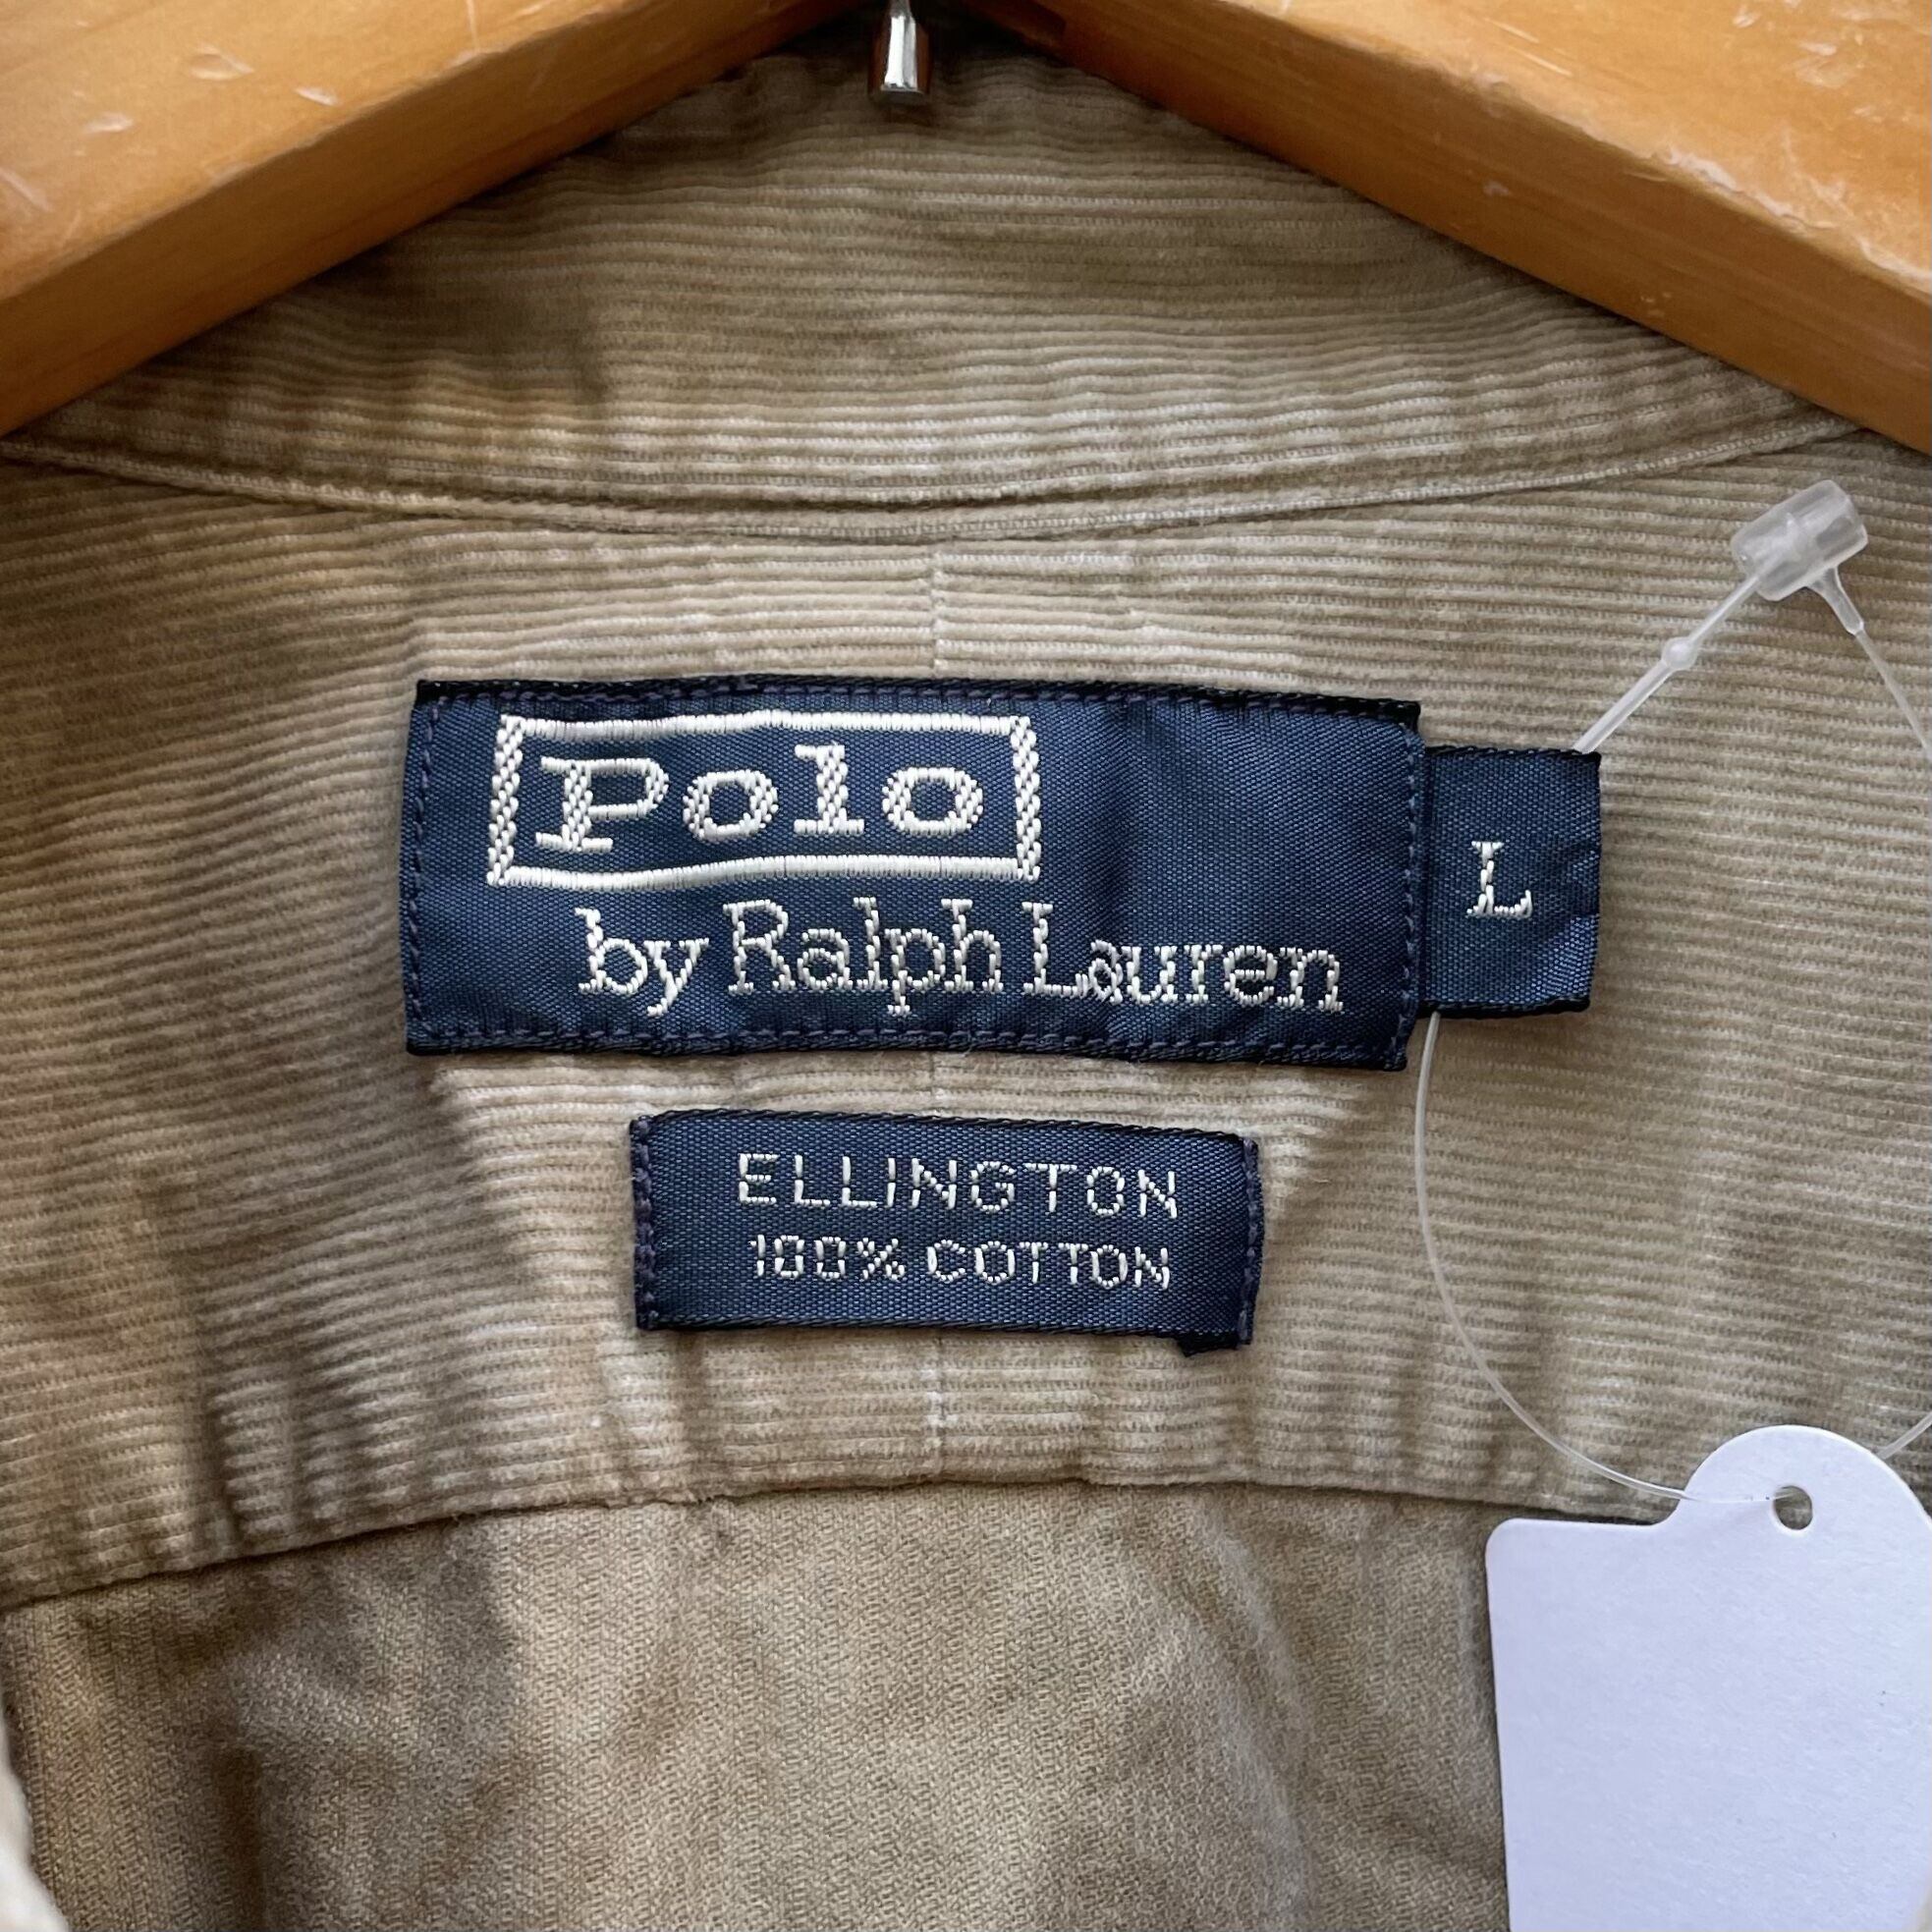 Polo
by Ralph Lauren
L
ELLINGTON
100% COTTON